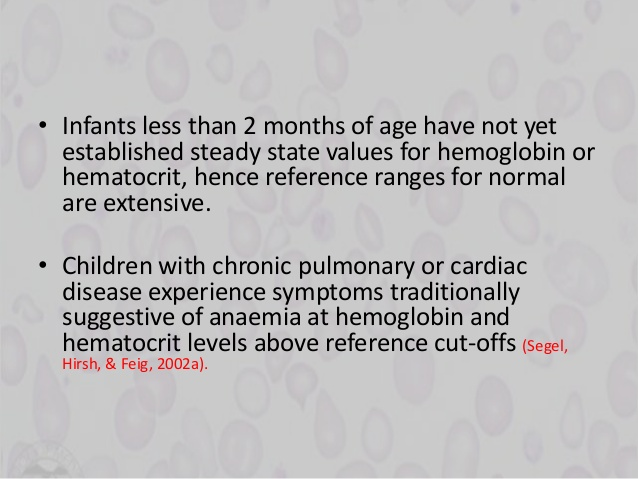 • Infants less than 2 months of age have not yet
established steady state values for hemoglobin or
hematocrit, hence reference ranges for normal
are extensive.
• Children with chronic pulmonary or cardiac
disease experience symptoms traditionally
suggestive of anaemia at hemoglobin and
hematocrit levels above reference cut-offs (Segel,
Hirsh, & Feig, 2002a).